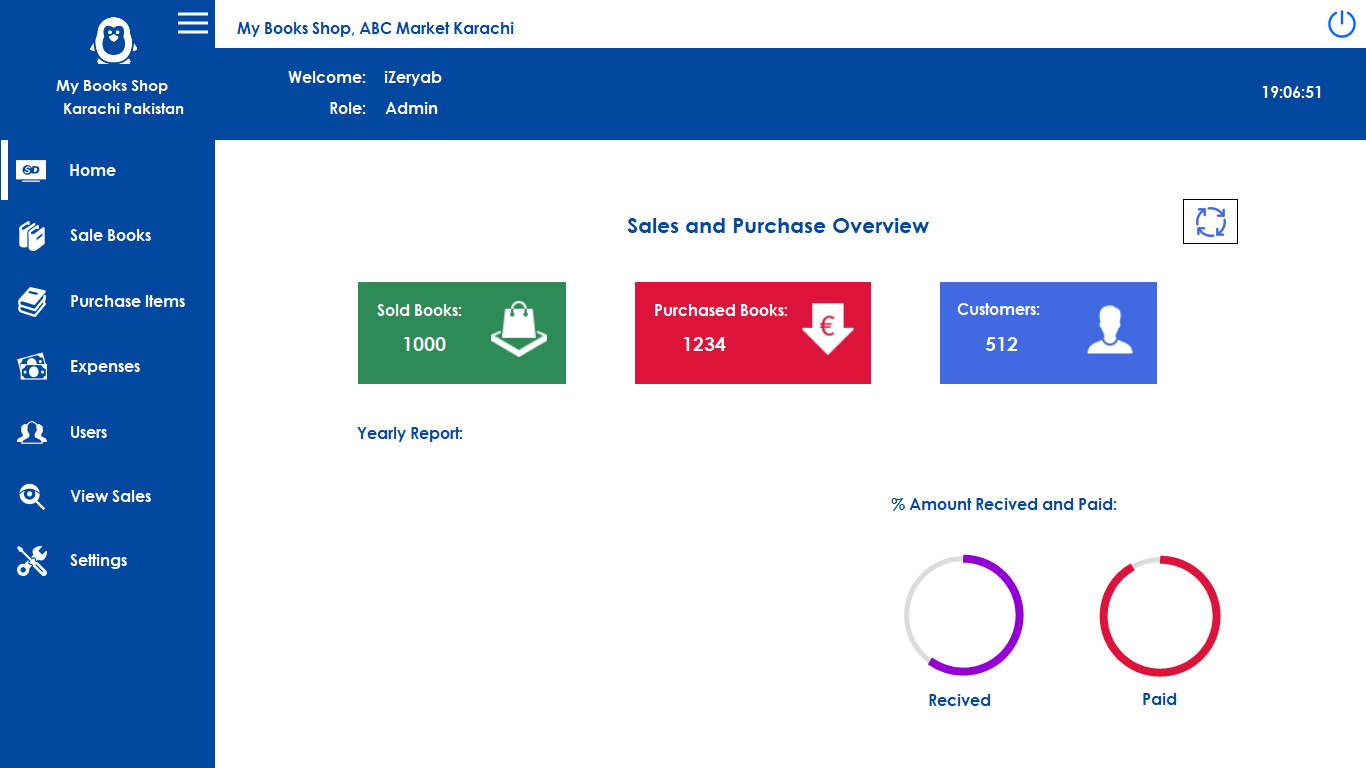 My Books Shop
Karachi Pakistan
Home
Sale Books
Purchase Items
Expenses
Users
View Sales
Settings
My Books Shop, ABC Market Karachi
Welcome: iZeryab
Role: Admin
19:06:51
Sales and Purchase Overview
Sold Books:
1000
Purchased Books:
1234
€
Customers:
512
Yearly Report:
% Amount Recived and Paid:
Recived
Paid